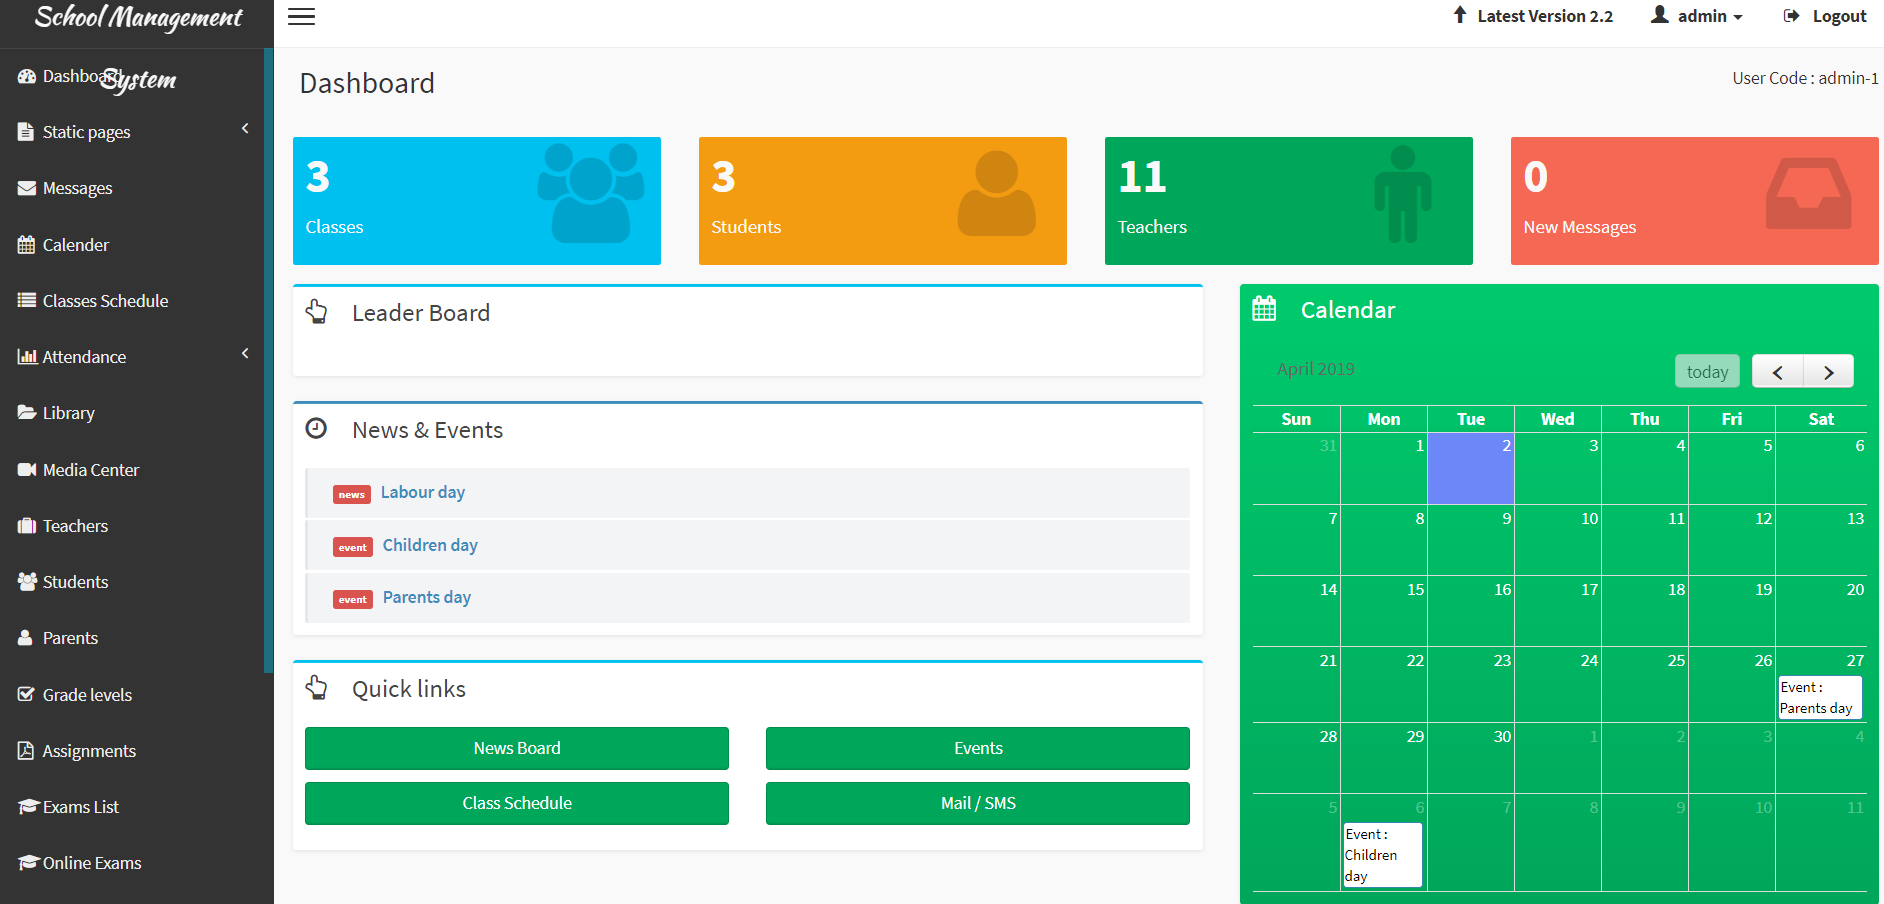 School Management
System
Latest Version 2.2
admin
Logout
Dashboard
Static pages
Messages
Calender
Classes Schedule
Attendance
Library
Media Center
Teachers
Students
Parents
Grade levels
Assignments
Exams List
Online Exams
Dashboard
User Code : admin-1
3
Classes
3
Students
11
Teachers
0
New Messages
Leader Board
News & Events
news Labour day
event Children day
event Parents day
Quick links
News Board
Events
Class Schedule
Mail / SMS
Calendar
April 2019
today
Sun Mon Tue Wed Thu Fri Sat
31 1 2 3 4 5 6
7 8 9 10 11 12 13
14 15 16 17 18 19 20
21 22 23 24 25 26 27
Event :
Parents day
28 29 30 1 2 3 4
5 6 7 8 9 10 11
Event :
Children
day